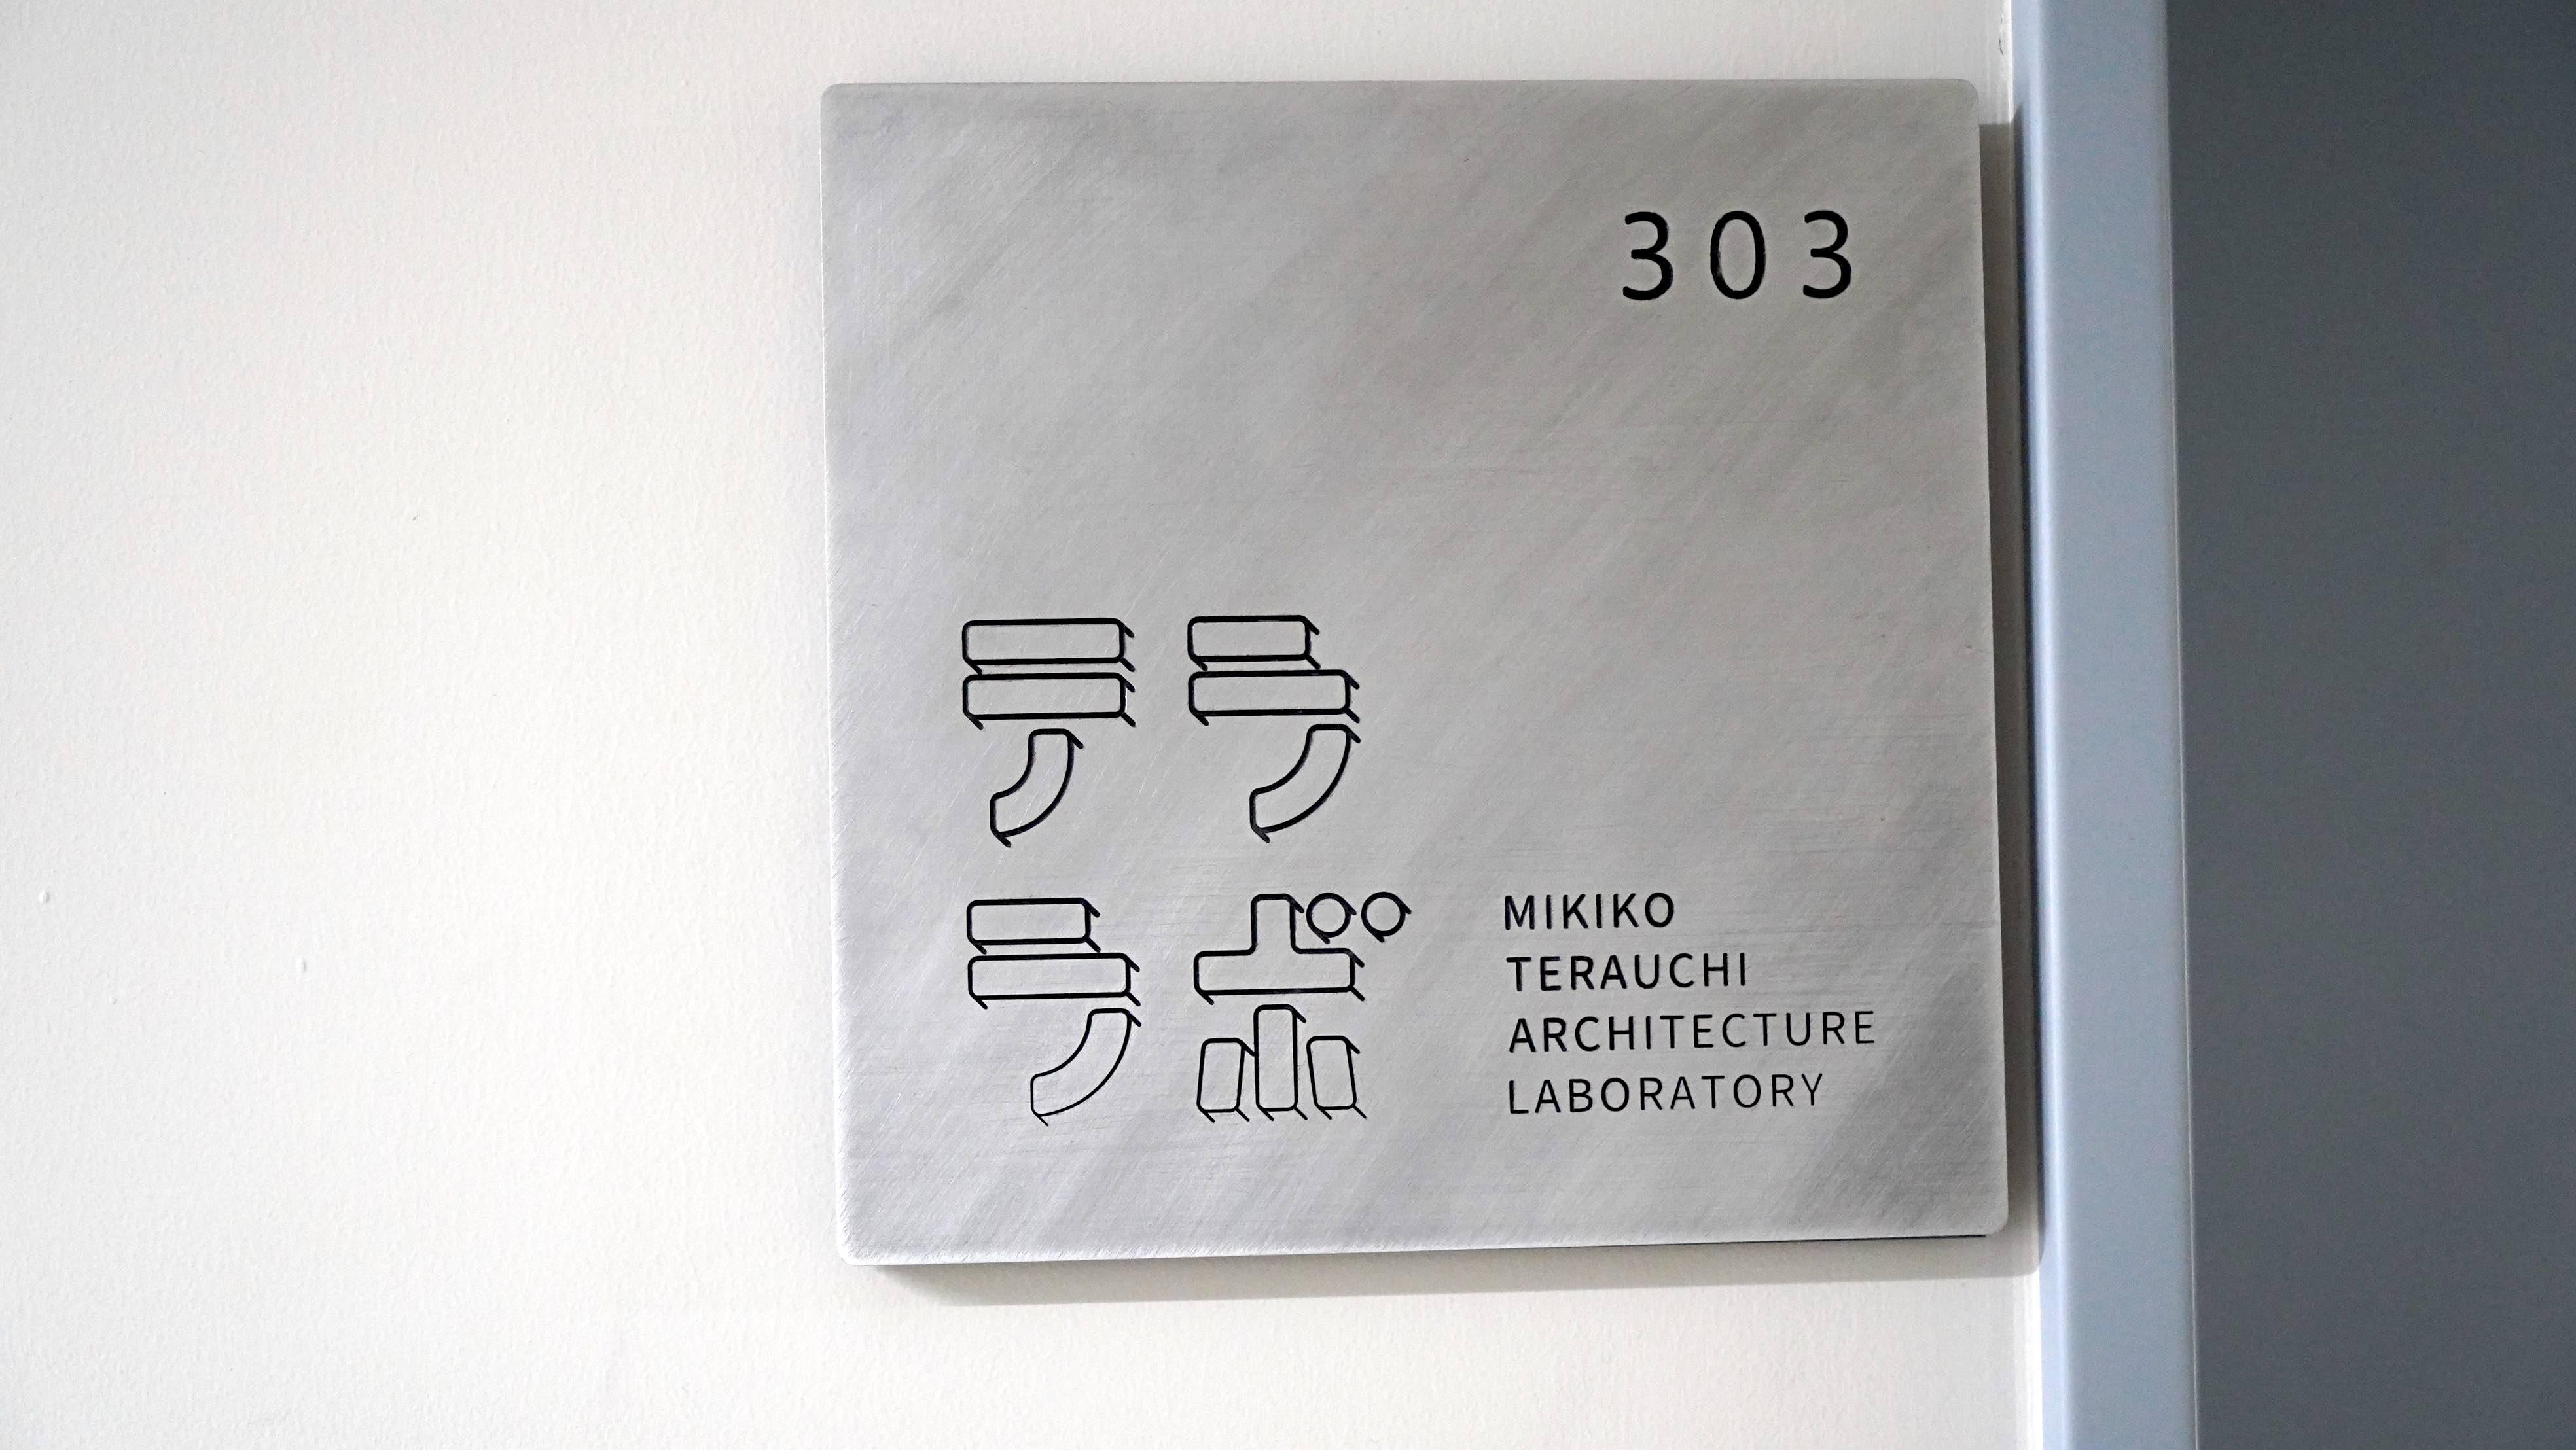 303
テラ
ラボ
MIKIKO
TERAUCHI
ARCHITECTURE
LABORATORY